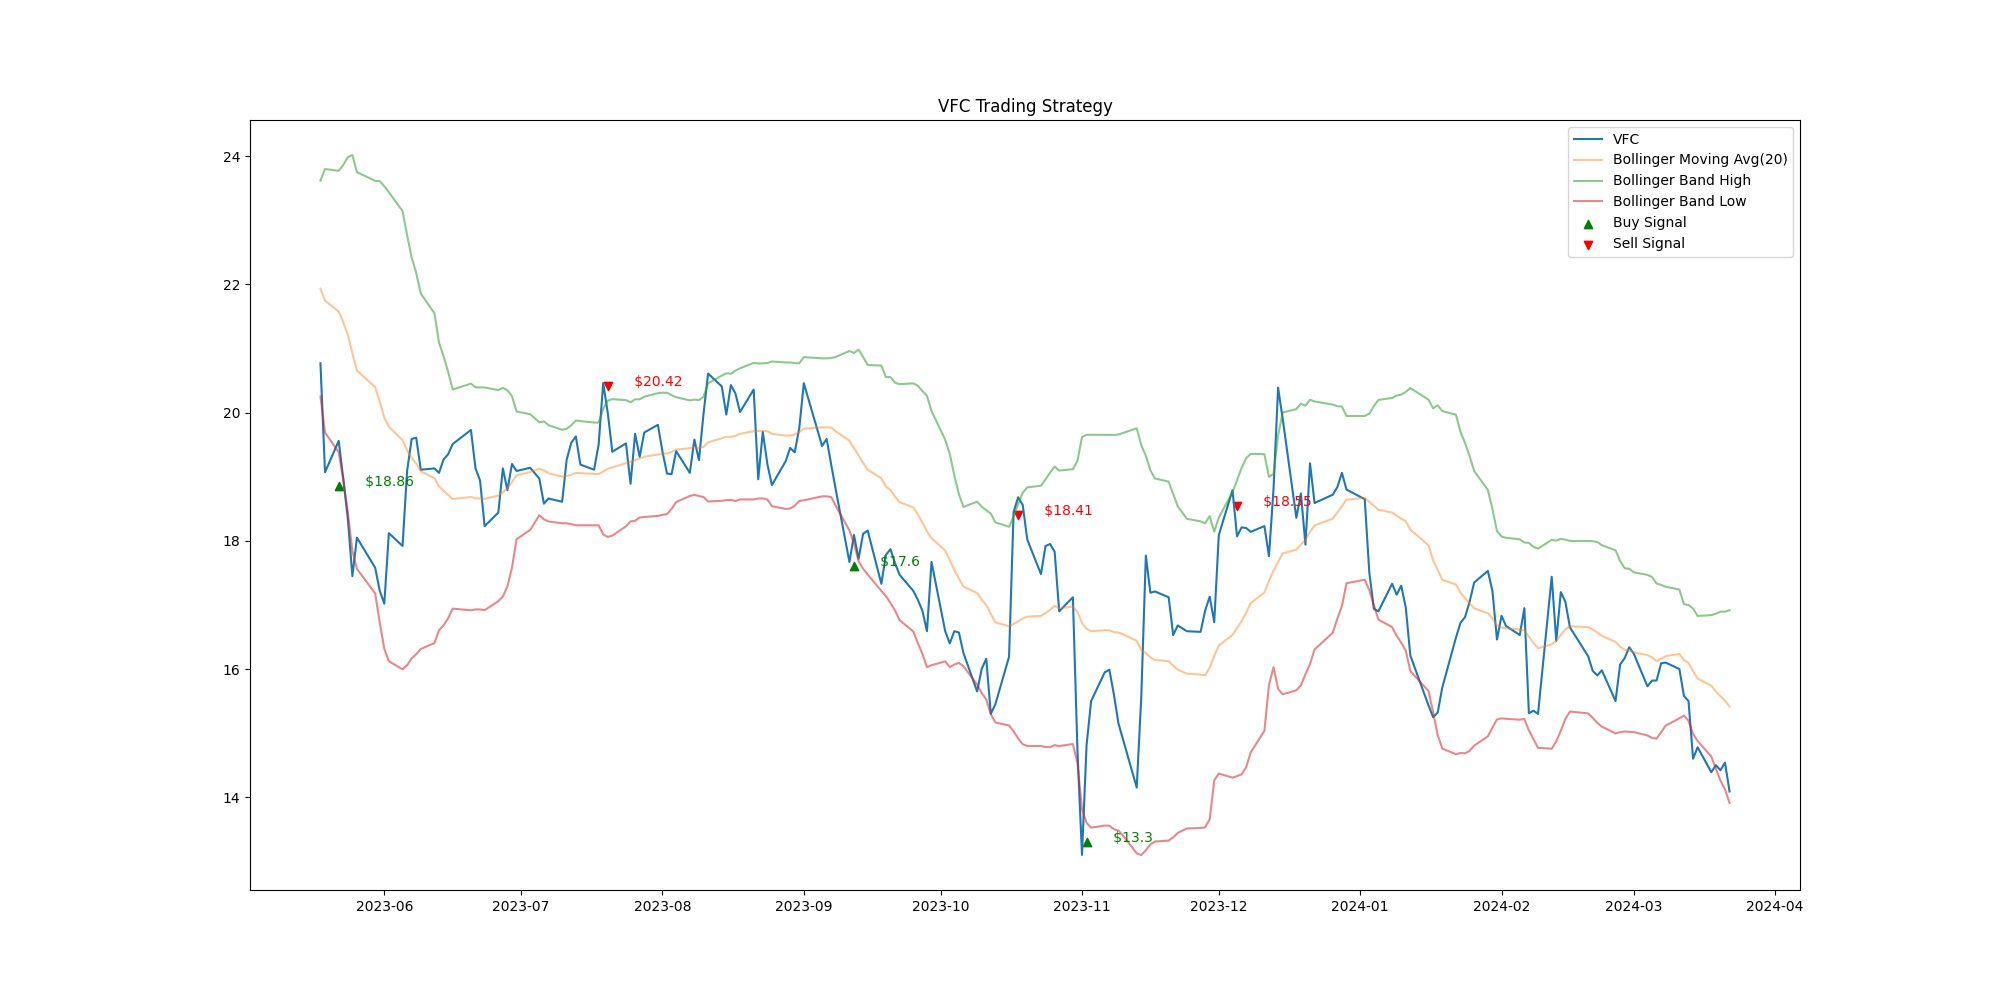 VFC Trading Strategy
VFC
Bollinger Moving Avg(20)
Bollinger Band High
Bollinger Band Low
Buy Signal
Sell Signal
24
22
20
18
16
14
$20.42
$18.86
$18.41
$18.55
$17.6
$13.3
2023-06 2023-07 2023-08 2023-09 2023-10 2023-11 2023-12 2024-01 2024-02 2024-03 2024-04